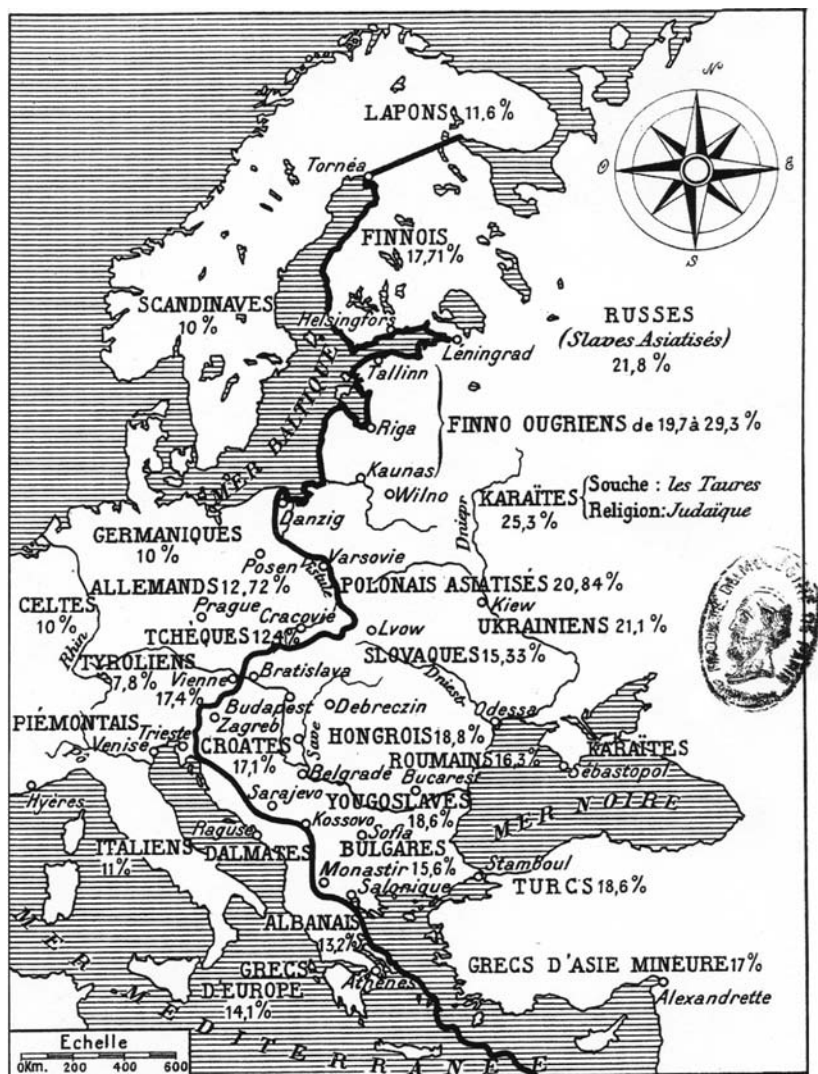 N
LAPONS 11,6%
Tornéa
O
E
S
FINNOIS
17,71%
SCANDINAVES
10%
Helsingfors
RUSSES
(Slaves Asiatisés)
21,8%
Léningrad
Tallinn
MER BALTIQUE
Riga
FINNO OUGRIENS de 19,7 à 29,3%
Kaunas
Wilno
Dniepr
KARAÏTES
25,3%
Souche : les Taures
Religion: Judaïque
Danzig
GERMANIQUES
10%
Posen
Varsovie
Vistule
ALLEMANDS 12,72%
POLONAIS ASIATISÉS 20,84%
CELTES
10%
Prague
Cracovie
Kiew
Rhin
TCHÈQUES 12,4%
Lvow
UKRAINIENS 21,1%
SLOVAQUES 15,33%
TYROLIENS
7,8%
Vienne
17,4%
Bratislava
Dniest
Budapest
Debreczin
Odessa
PIÉMONTAIS
Zagreb
Trieste
Venise
CROATES
17,1%
Save
HONGROIS 18,8%
ROUMAINS 16,3%
KARAÏTES
Pô
Belgrade
Bucarest
Sébastopol
Hyères
Sarajevo
YOUGOSLAVES
18,6%
MER NOIRE
Kossovo
Raguse
Sofia
ITALIENS
11%
DALMATES
BULGARES
15,6%
Monastir
Salonique
Stamboul
TURCS 18,6%
ALBANAIS
13,2%
GRECS
D'EUROPE
14,1%
Athènes
GRECS D'ASIE MINEURE 17%
Alexandrette
MER MEDITERRANÉE
Echelle
0Km. 200 400 600